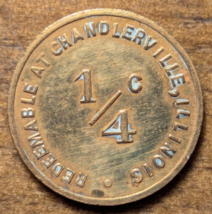 REDEEMABLE AT CHANDLERVILLE, ILLINOIS
1/4 c